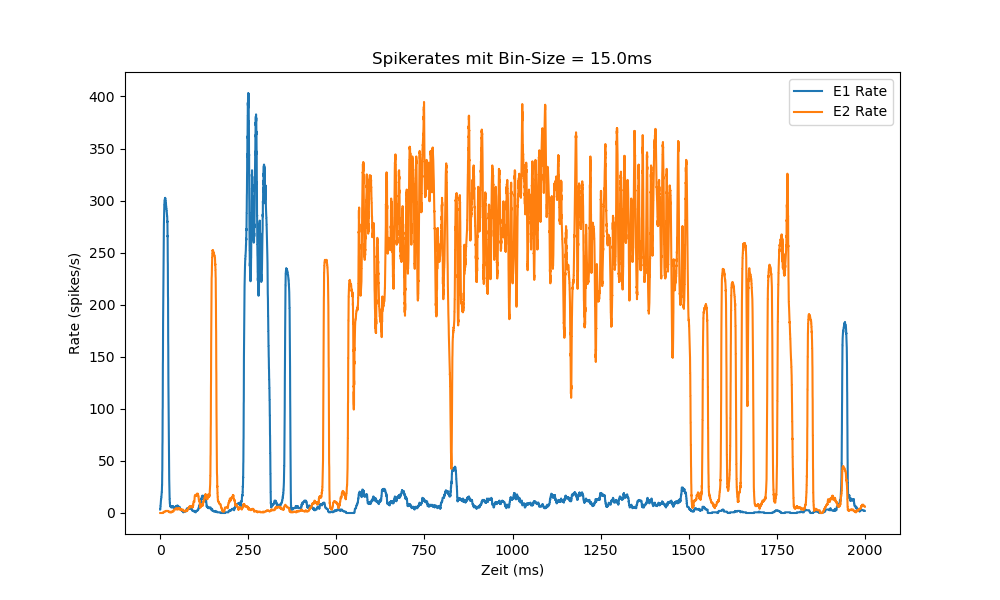 Spikerates mit Bin-Size = 15.0ms
E1 Rate
E2 Rate
Rate (spikes/s)
400
350
300
250
200
150
100
50
0
0 250 500 750 1000 1250 1500 1750 2000
Zeit (ms)